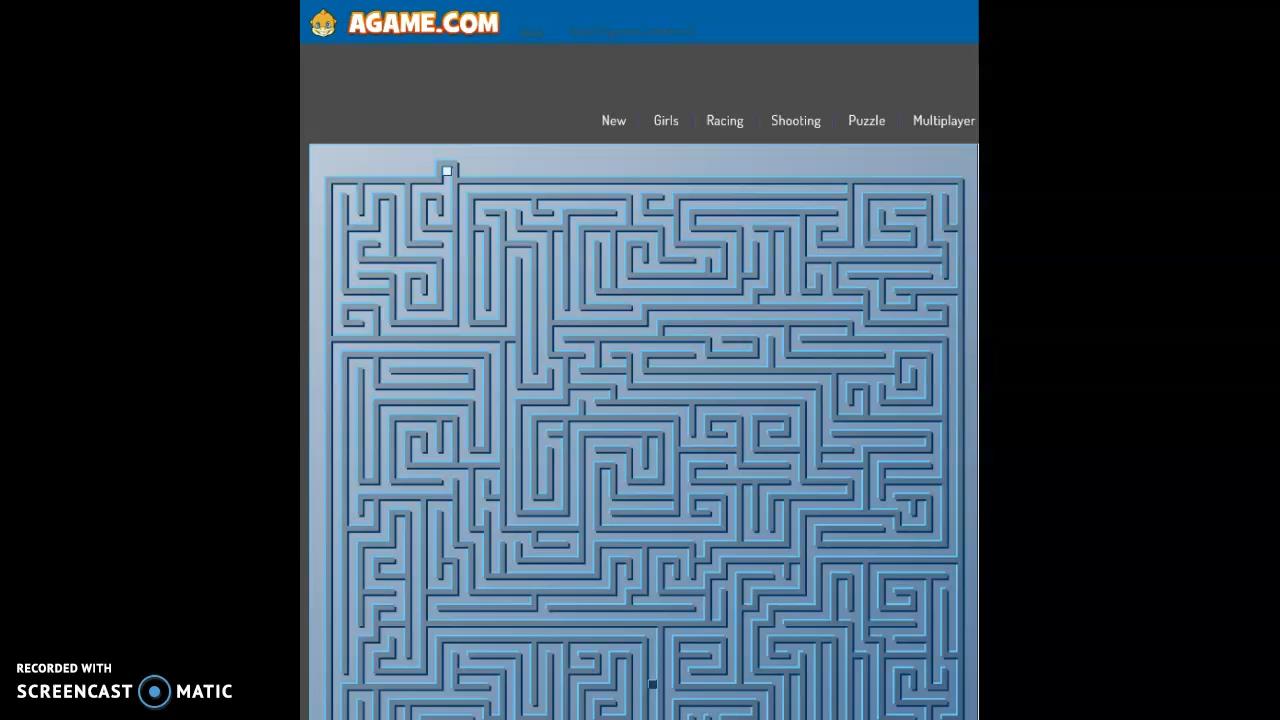 AGAME.COM
New Girls Racing Shooting Puzzle Multiplayer
RECORDED WITH
SCREENCAST MATIC